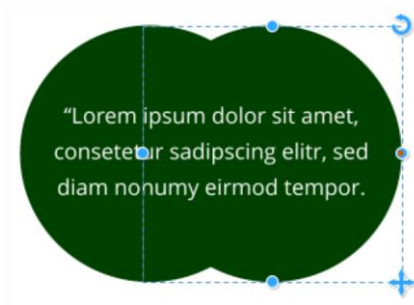 “Lorem ipsum dolor sit amet,
consetetur sadipscing elitr, sed
diam nonumy eirmod tempor.